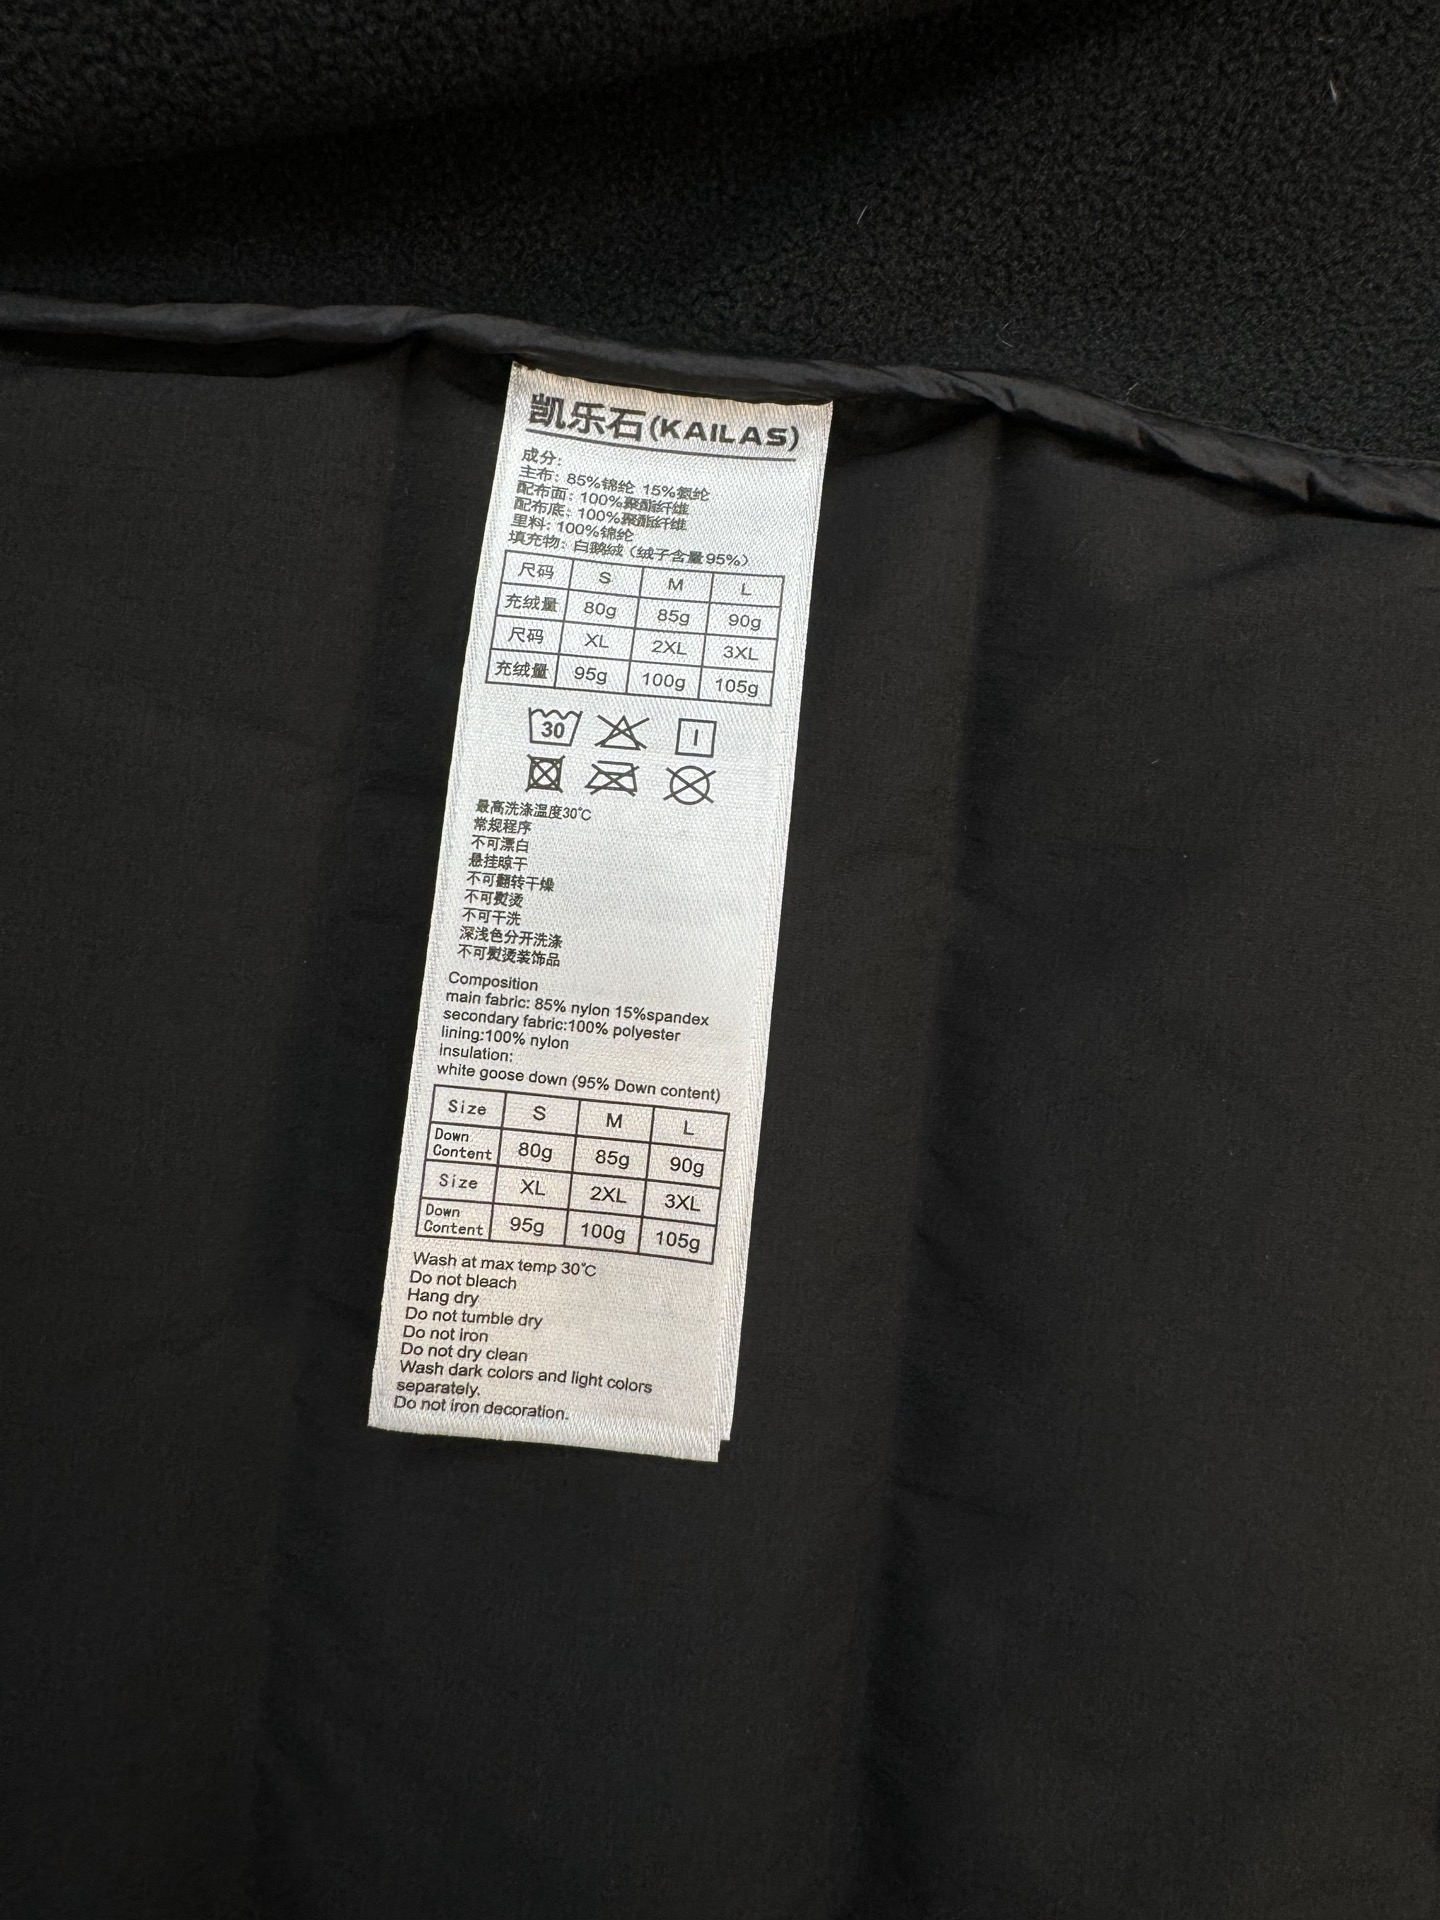 凯乐石(KAILAS)
成分:
主布: 85%锦纶 15%氨纶
配布面: 100%聚酯纤维
配布底: 100%聚酯纤维
里料: 100%锦纶
填充物: 白鹅绒（绒子含量95%）
尺码 S M L
充绒量 80g 85g 90g
尺码 XL 2XL 3XL
充绒量 95g 100g 105g
30
最高洗涤温度30℃
常规程序
不可漂白
悬挂晾干
不可翻转干燥
不可熨烫
不可干洗
深浅色分开洗涤
不可熨烫装饰品
Composition
main fabric: 85% nylon 15%spandex
secondary fabric:100% polyester
lining:100% nylon
insulation:
white goose down (95% Down content)
Size S M L
Down Content 80g 85g 90g
Size XL 2XL 3XL
Down Content 95g 100g 105g
Wash at max temp 30℃
Do not bleach
Hang dry
Do not tumble dry
Do not iron
Do not dry clean
Wash dark colors and light colors
separately.
Do not iron decoration.